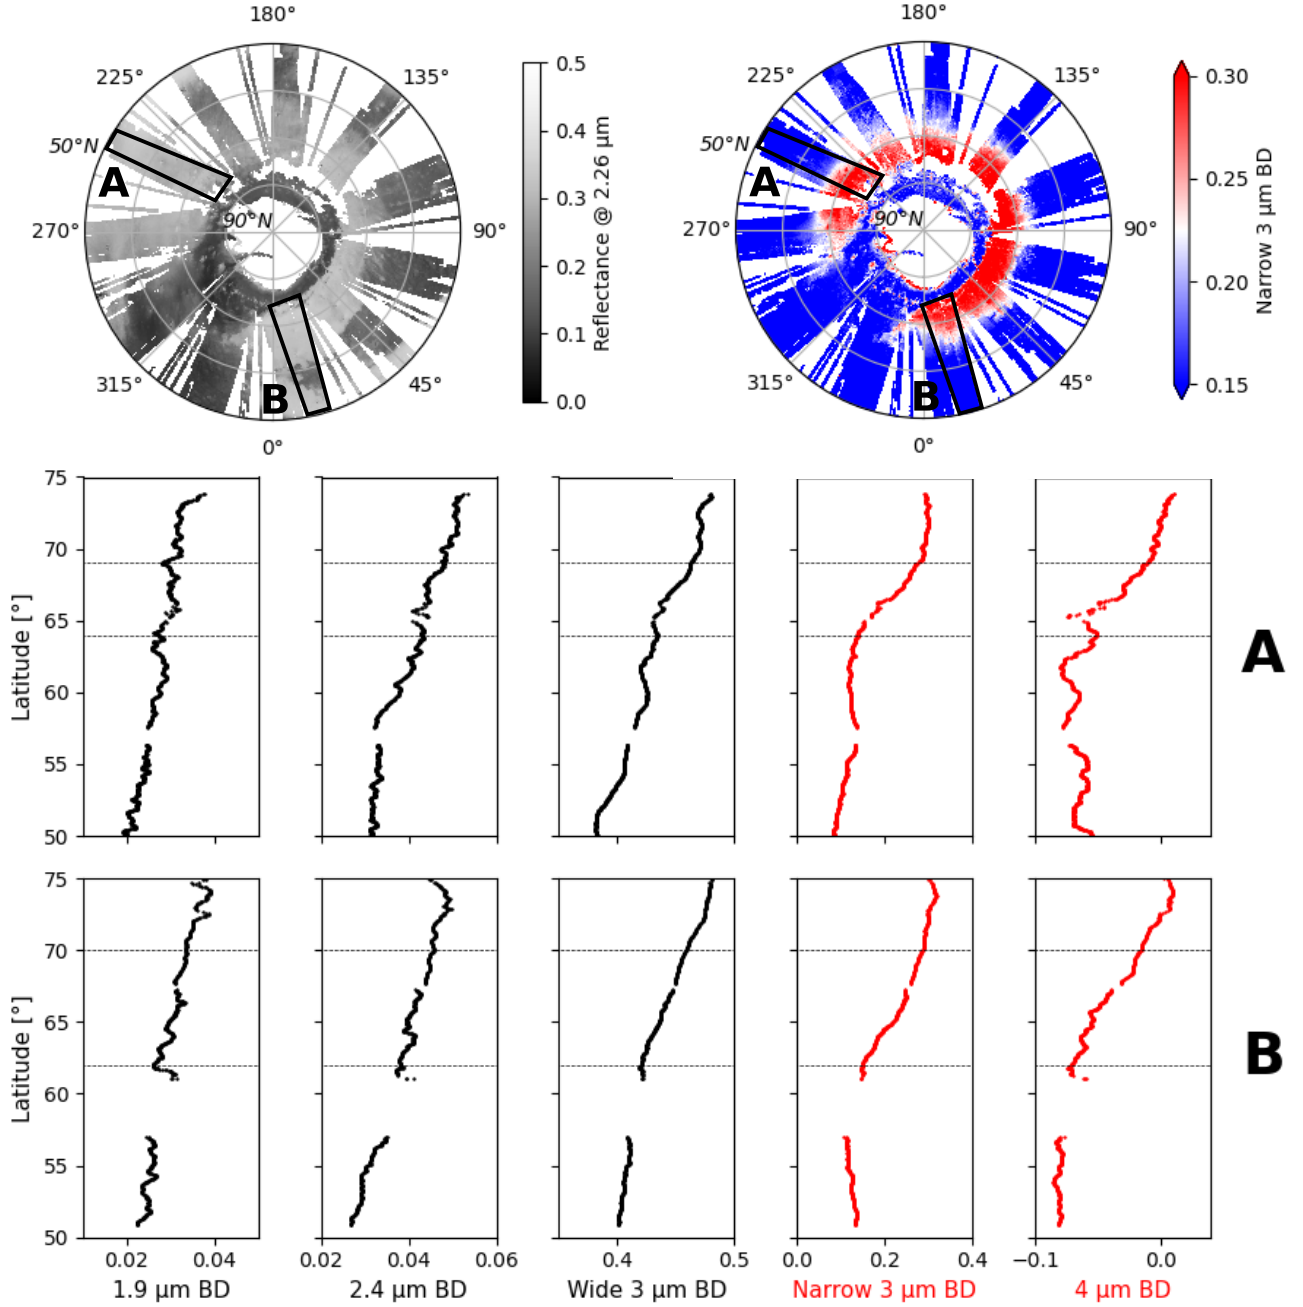 180° 180°
225° 135° 225° 135°
50°N 50°N
A A
270° 90°N 90° 270° 90°N 90°
315° 45° 315° 45°
B B
0° 0°
0.5
0.4
0.3
0.2
0.1
0.0
Reflectance @ 2.26 µm
0.30
0.25
0.20
0.15
Narrow 3 µm BD
75
70
65
60
55
50
Latitude [°]
A
75
70
65
60
55
50
Latitude [°]
B
0.02 0.04 0.02 0.04 0.06 0.4 0.5 0.0 0.2 0.4 −0.1 0.0
1.9 µm BD 2.4 µm BD Wide 3 µm BD Narrow 3 µm BD 4 µm BD